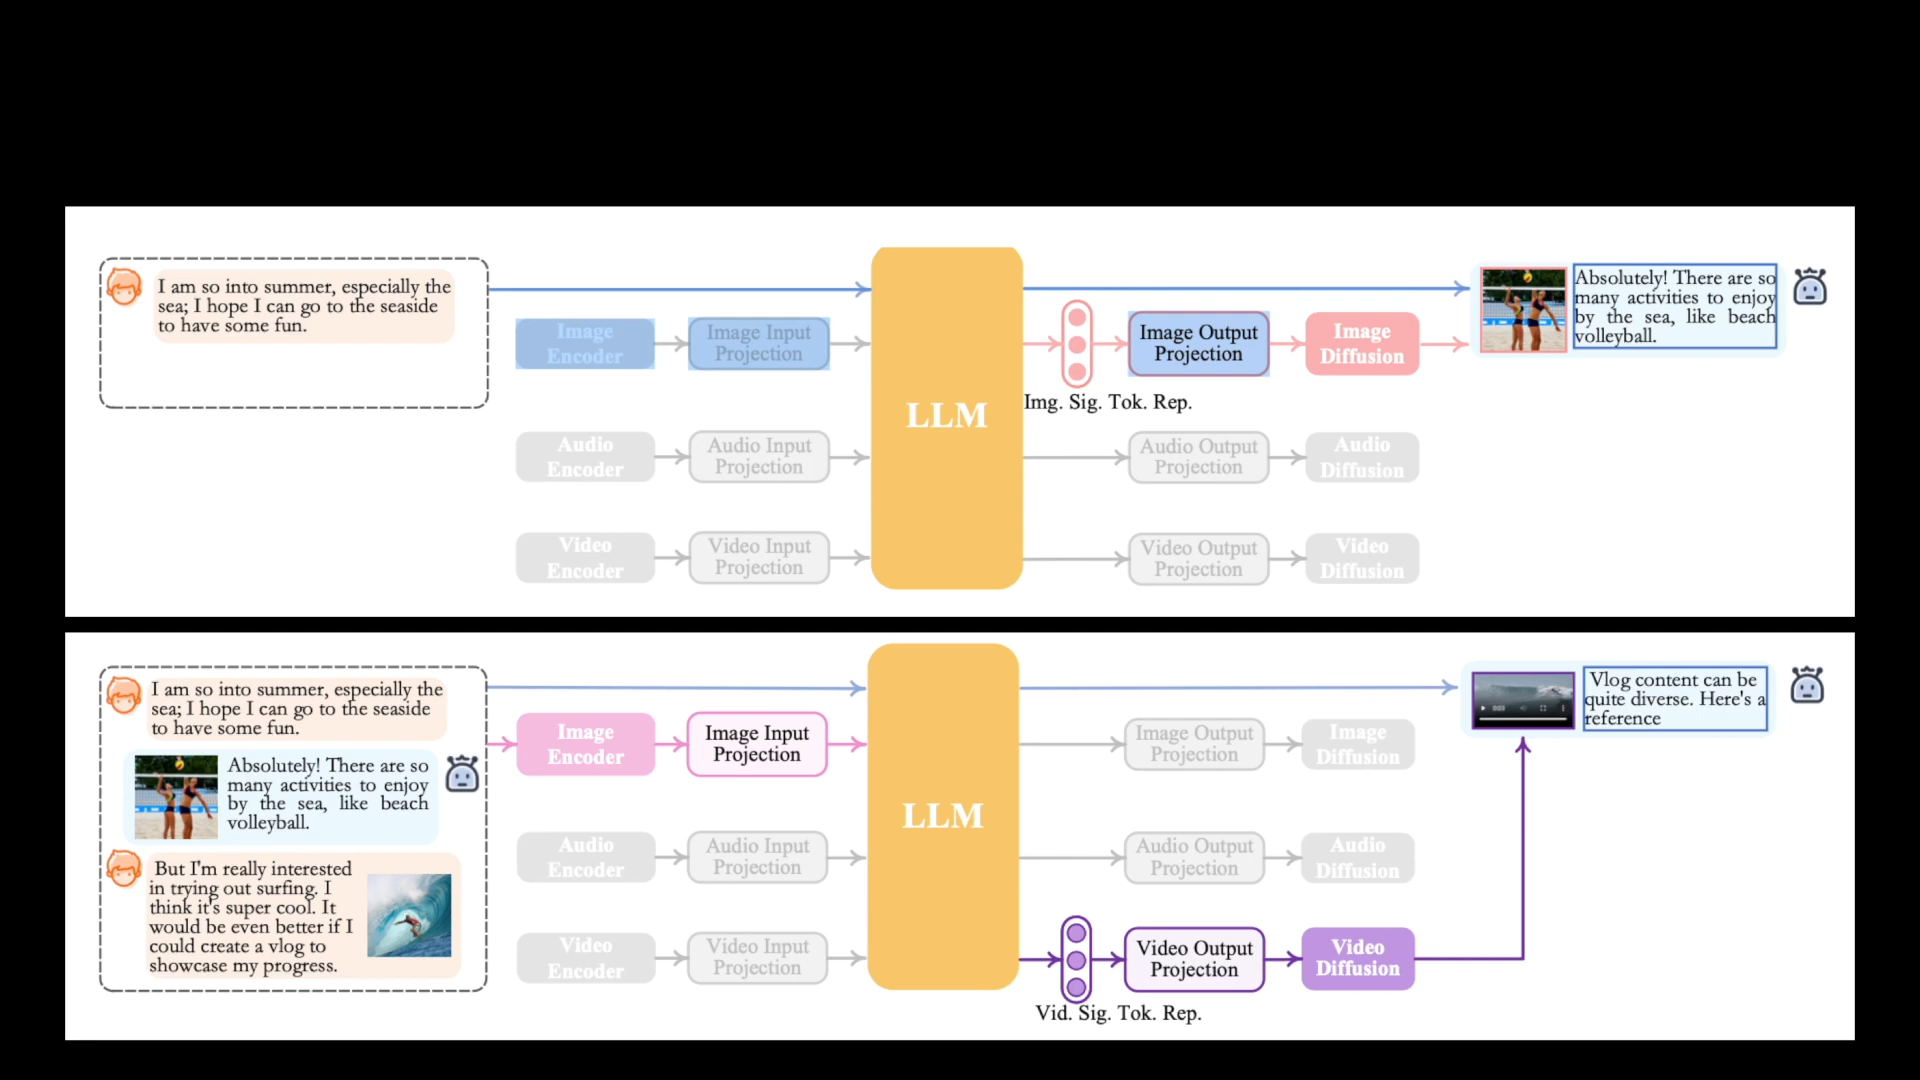 I am so into summer, especially the
sea; I hope I can go to the seaside
to have some fun.
Image
Encoder
Image Input
Projection
Audio
Encoder
Audio Input
Projection
Video
Encoder
Video Input
Projection
LLM
Img. Sig. Tok. Rep.
Image Output
Projection
Image
Diffusion
Audio Output
Projection
Audio
Diffusion
Video Output
Projection
Video
Diffusion
Absolutely! There are so
many activities to enjoy
by the sea, like beach
volleyball.
I am so into summer, especially the
sea; I hope I can go to the seaside
to have some fun.
Absolutely! There are so
many activities to enjoy
by the sea, like beach
volleyball.
But I'm really interested
in trying out surfing. I
think it's super cool. It
would be even better if I
could create a vlog to
showcase my progress.
Image
Encoder
Image Input
Projection
Audio
Encoder
Audio Input
Projection
Video
Encoder
Video Input
Projection
LLM
Image Output
Projection
Image
Diffusion
Audio Output
Projection
Audio
Diffusion
Vid. Sig. Tok. Rep.
Video Output
Projection
Video
Diffusion
Vlog content can be
quite diverse. Here's a
reference